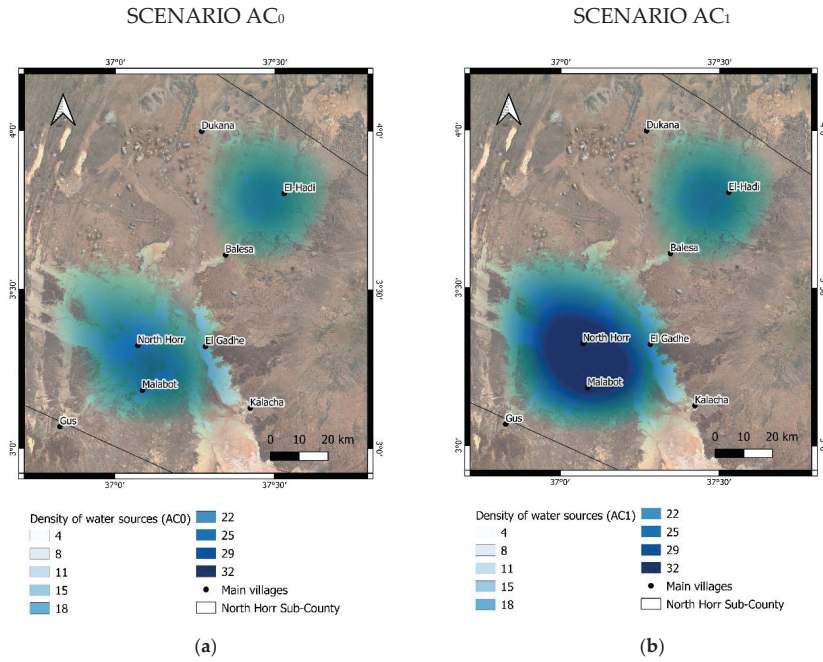 SCENARIO AC0
SCENARIO AC1
37°0'
37°30'
37°0'
37°30'
4°0'
3°30'
3°0'
4°0'
3°30'
3°0'
Dukana
El-Hadi
Balesa
North Horr
El Gadhe
Malabot
Kalacha
Gus
0 10 20 km
37°0'
37°30'
Dukana
El-Hadi
Balesa
North Horr
El Gadhe
Malabot
Kalacha
Gus
0 10 20 km
37°0'
37°30'
Density of water sources (AC0)
4
8
11
15
18
22
25
29
32
Main villages
North Horr Sub-County
Density of water sources (AC1)
4
8
11
15
18
22
25
29
32
Main villages
North Horr Sub-County
(a)
(b)